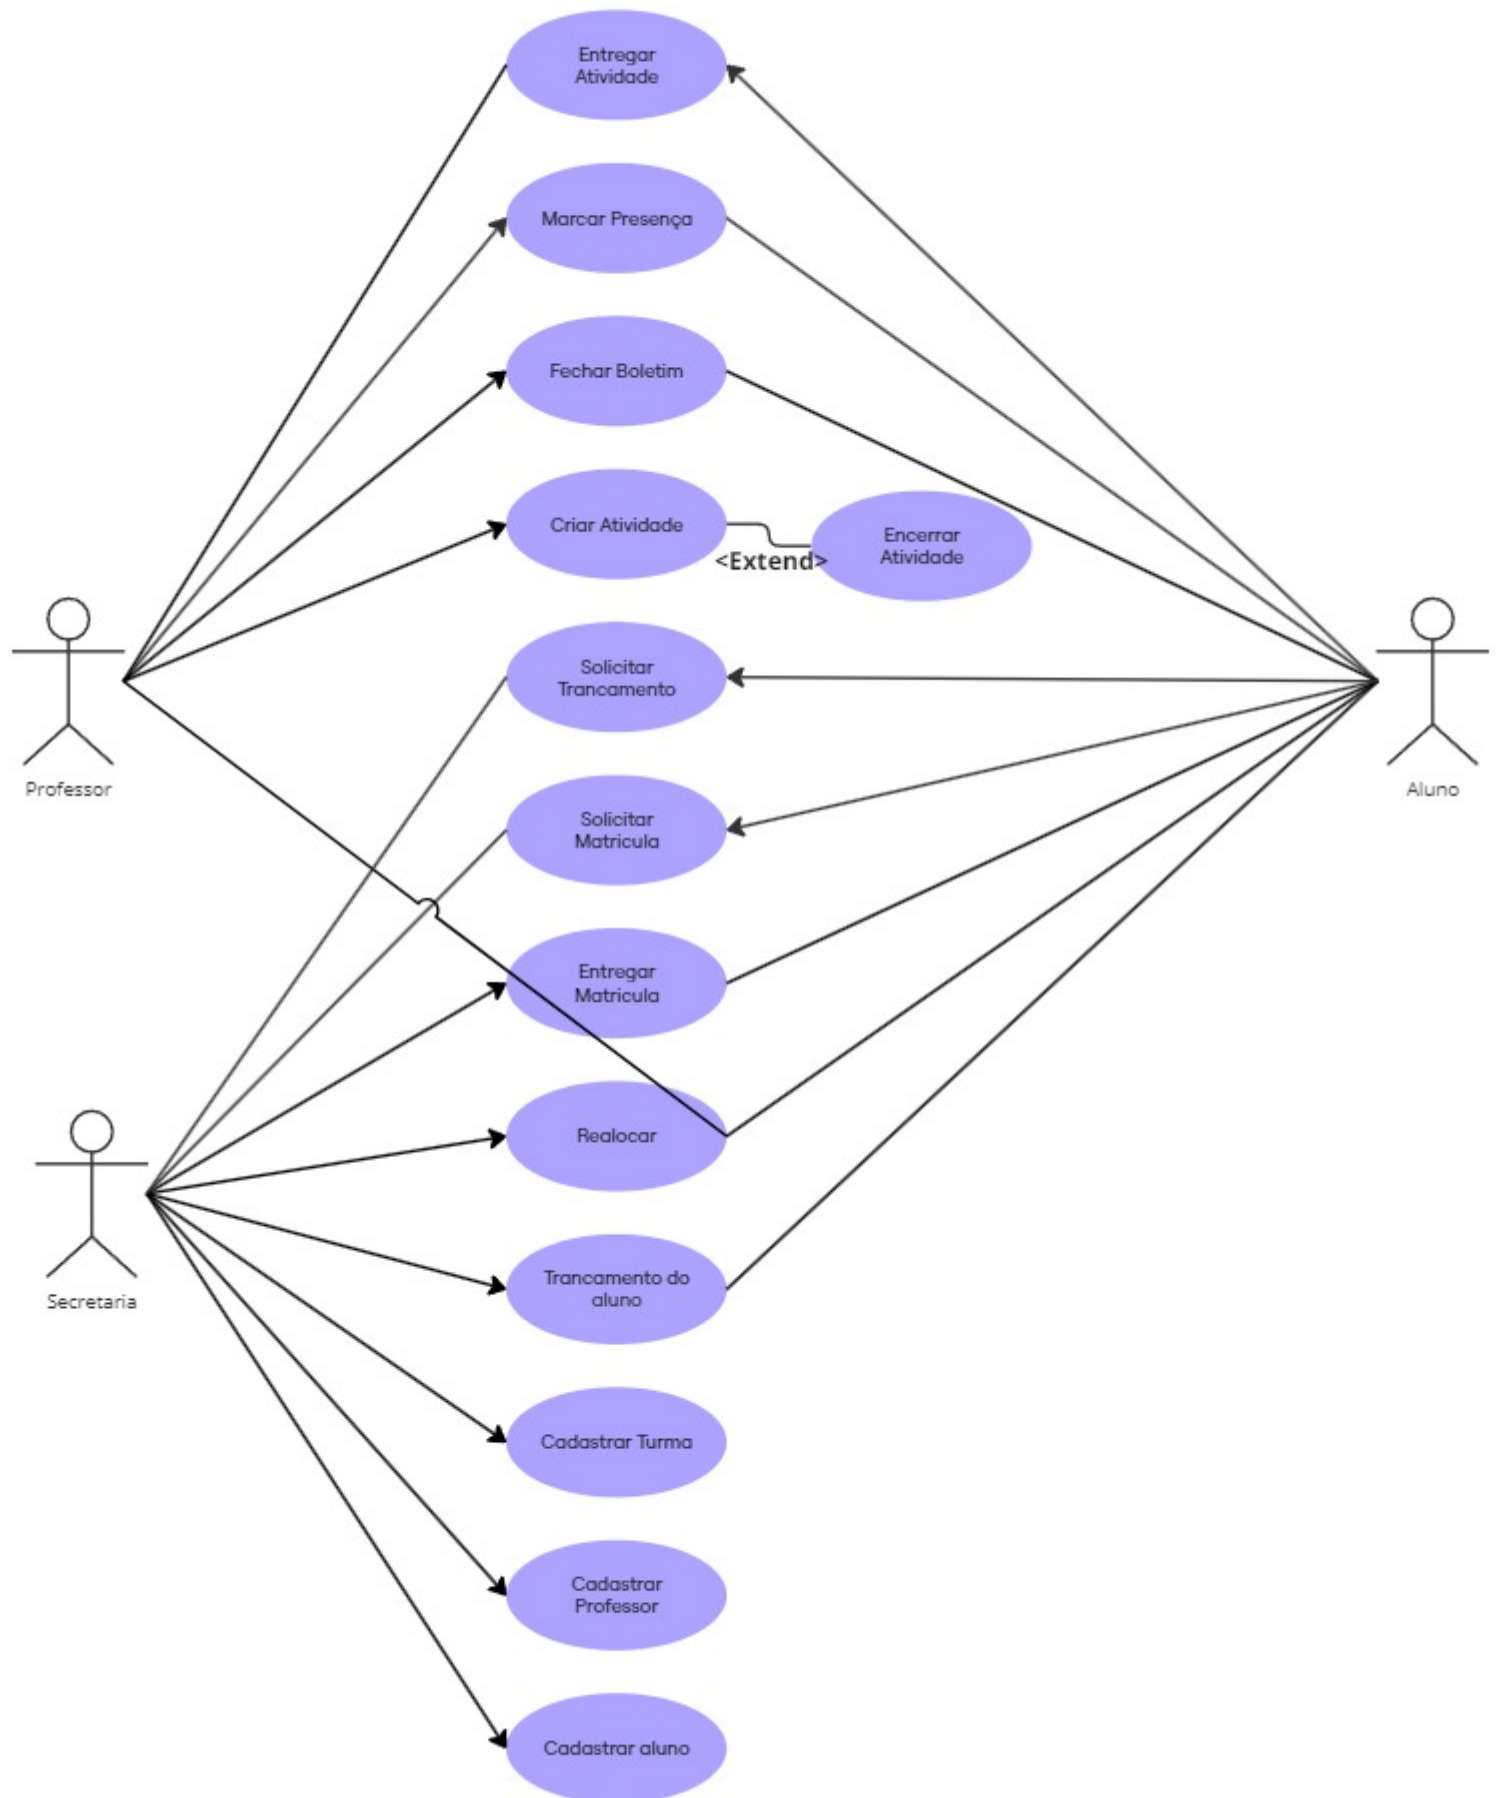 Entregar
Atividade
Marcar Presença
Fechar Boletim
Criar Atividade
<Extend>
Encerrar
Atividade
Solicitar
Trancamento
Professor
Aluno
Solicitar
Matricula
Entregar
Matricula
Realocar
Secretaria
Trancamento do
aluno
Cadastrar Turma
Cadastrar
Professor
Cadastrar aluno